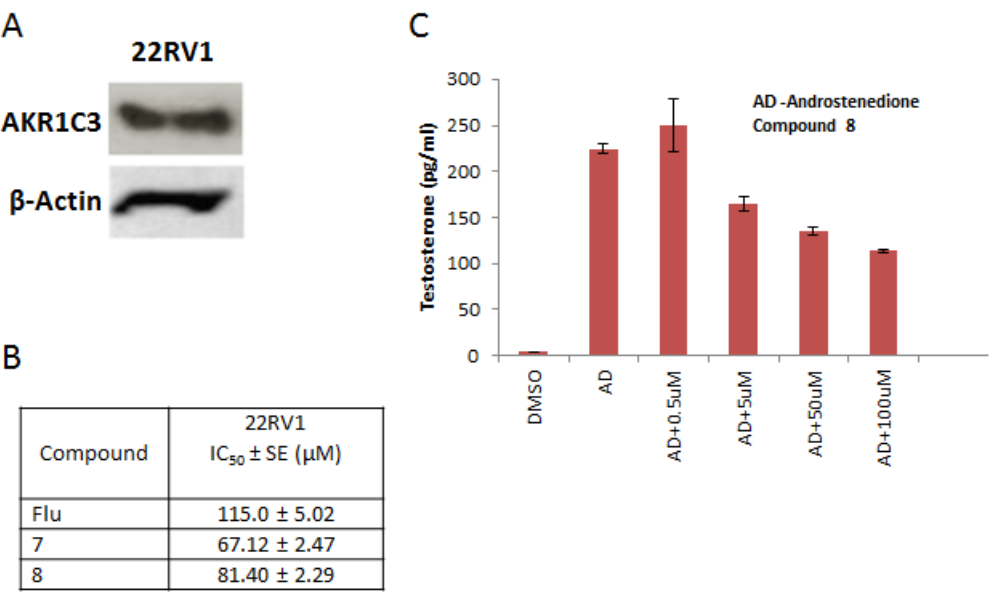 A
22RV1
AKR1C3
β-Actin
B
Compound
22RV1
IC₅₀ ± SE (µM)
Flu
115.0 ± 5.02
7
67.12 ± 2.47
8
81.40 ± 2.29
C
AD -Androstenedione
Compound 8
Testosterone (pg/ml)
300
250
200
150
100
50
0
DMSO
AD
AD+0.5uM
AD+5uM
AD+50uM
AD+100uM